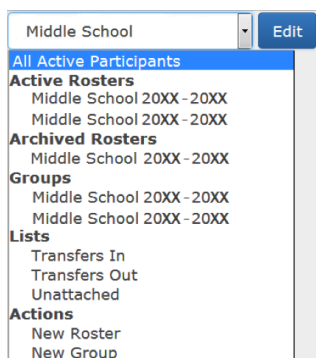 Middle School Edit
All Active Participants
Active Rosters
Middle School 20XX-20XX
Middle School 20XX-20XX
Archived Rosters
Middle School 20XX-20XX
Groups
Middle School 20XX-20XX
Middle School 20XX-20XX
Lists
Transfers In
Transfers Out
Unattached
Actions
New Roster
New Group